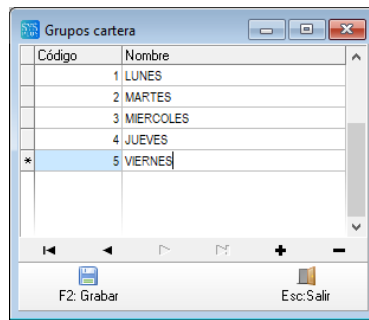 Grupos cartera
Código Nombre
1 LUNES
2 MARTES
3 MIERCOLES
4 JUEVES
* 5 VIERNES
F2: Grabar Esc:Salir